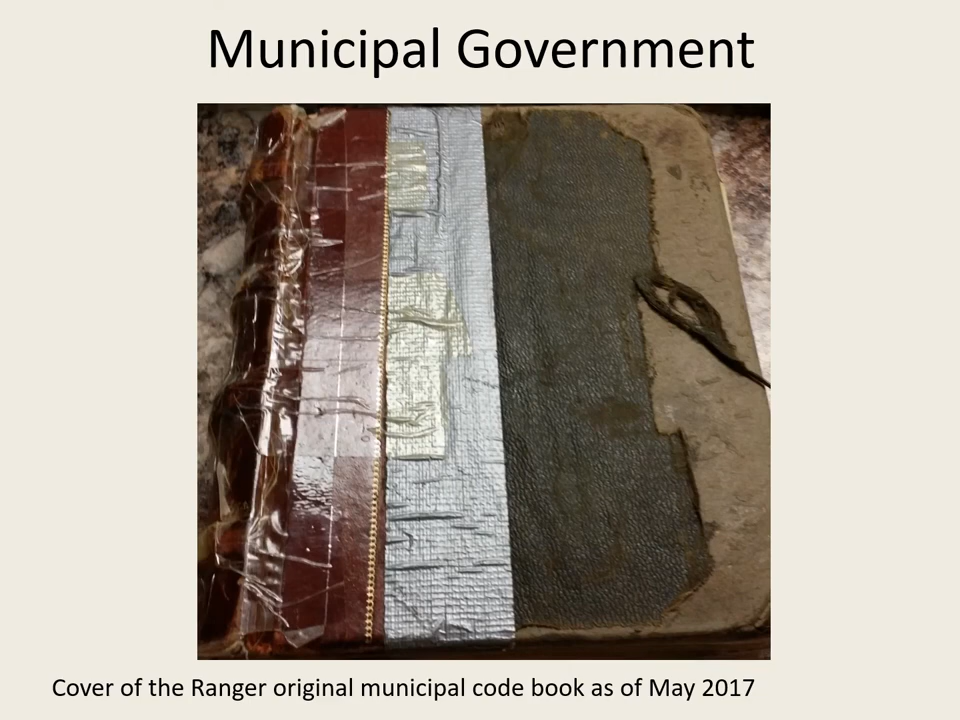 Municipal Government
Cover of the Ranger original municipal code book as of May 2017